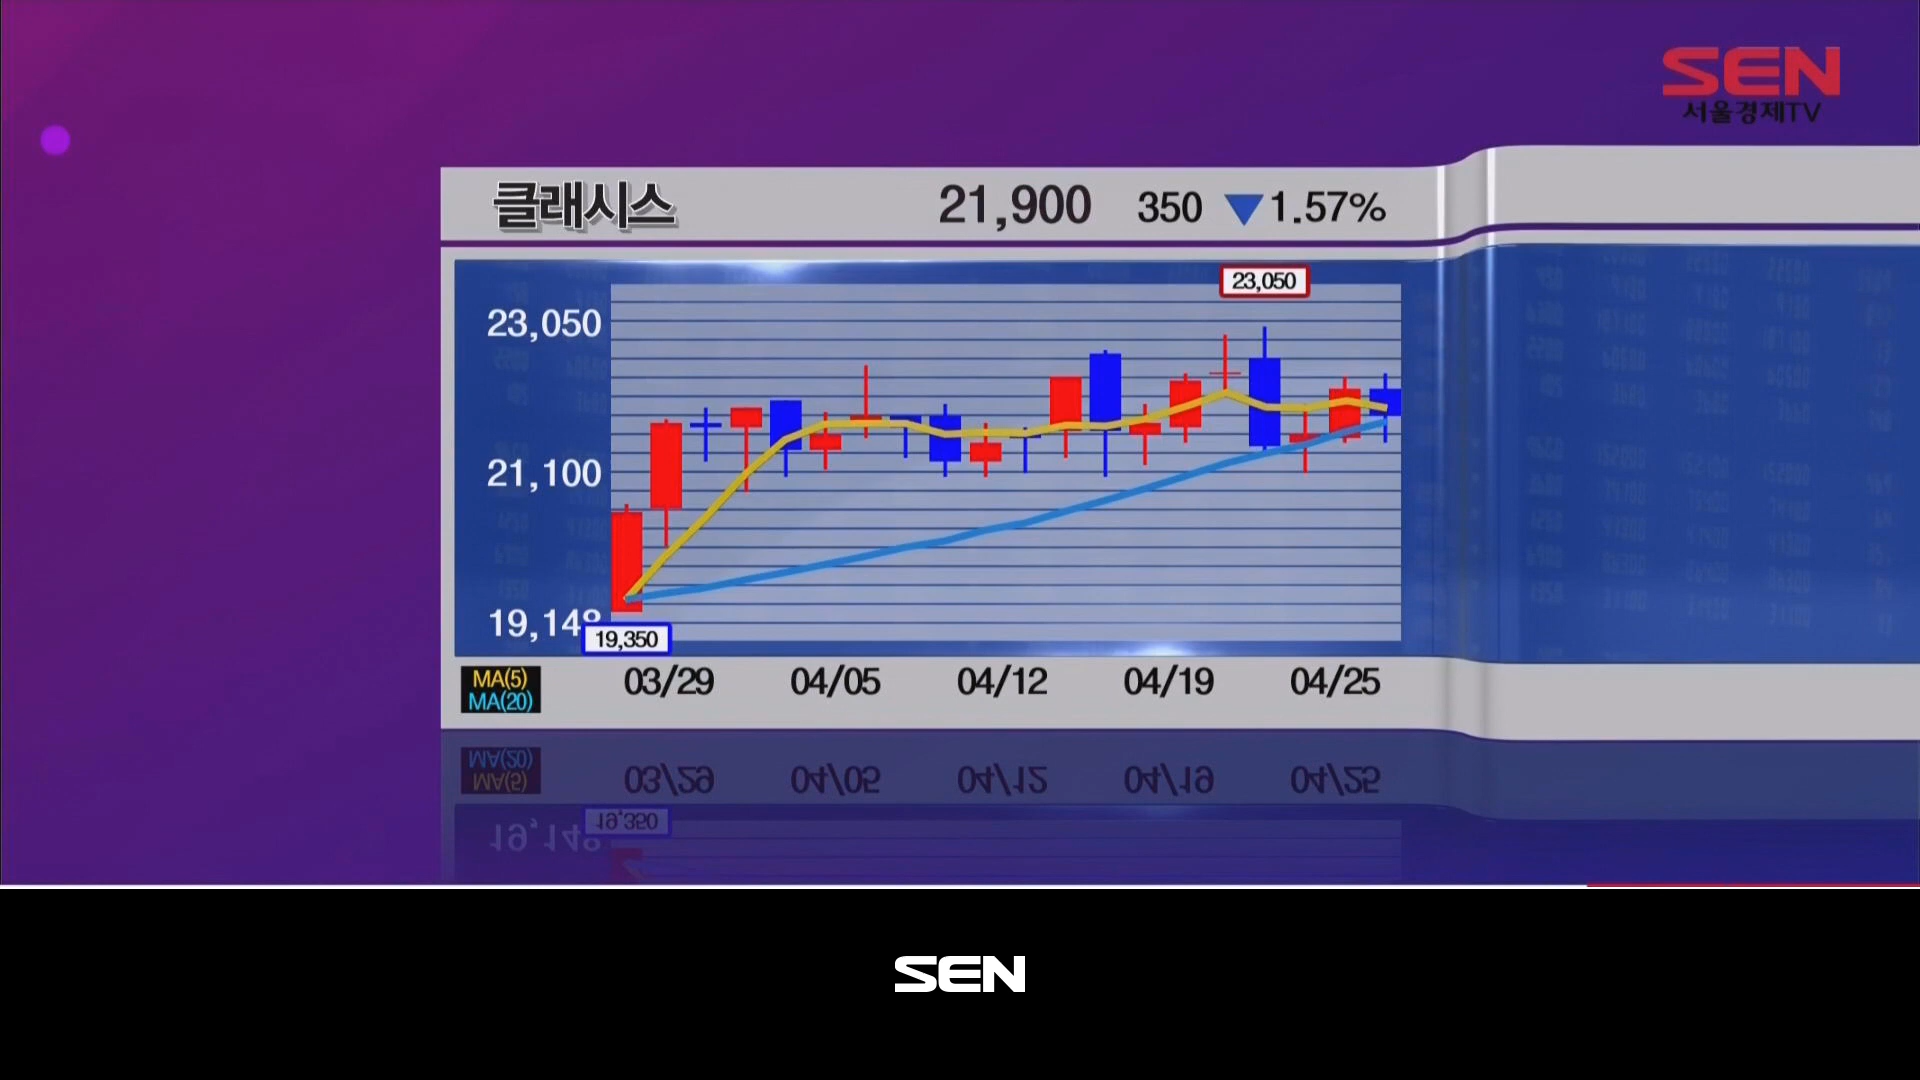 SEN
서울경제TV
클래시스 21,900 350 ▼1.57%
23,050
23,050
21,100
19,148
19,350
MA(5)
MA(20)
03/29 04/05 04/12 04/19 04/25
SEN